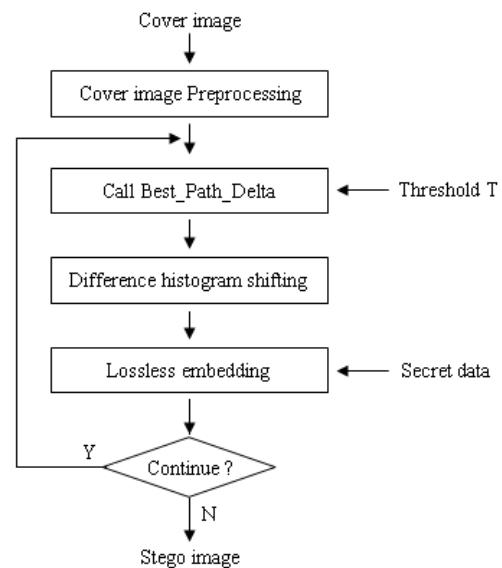 Cover image
Cover image Preprocessing
Call Best_Path_Delta
Threshold T
Difference histogram shifting
Lossless embedding
Secret data
Y
Continue ?
N
Stego image